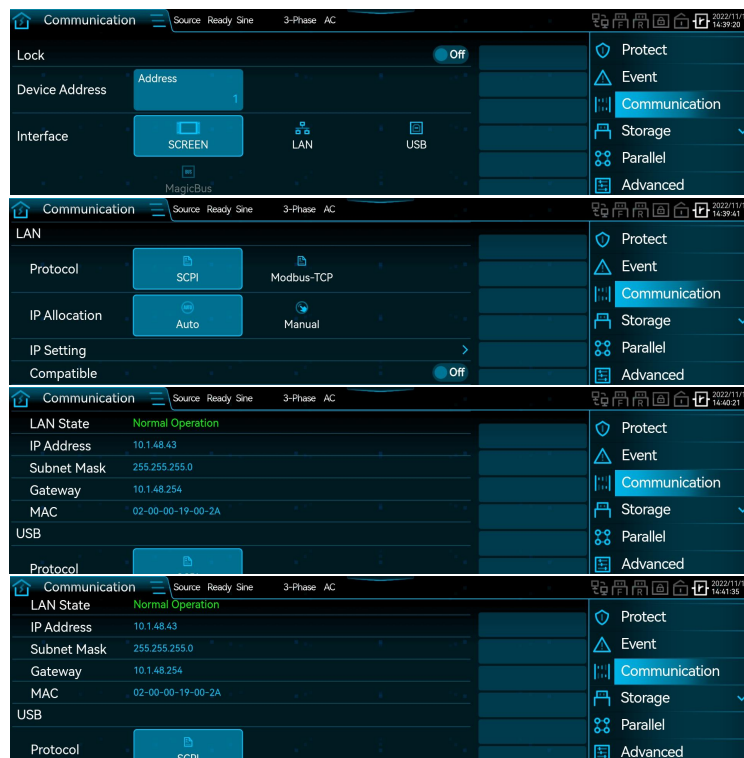 Communication Source Ready Sine 3-Phase AC F R 2022/11/1
14:39:20
Lock Off
Protect
Event
Device Address Address
1
Communication
Interface SCREEN LAN USB
Storage
MagicBus
Parallel
Advanced
Communication Source Ready Sine 3-Phase AC F R 2022/11/1
14:39:41
LAN
Protect
Protocol SCPI Modbus-TCP
Event
Communication
IP Allocation Auto Manual
Storage
IP Setting
Parallel
Compatible Off
Advanced
Communication Source Ready Sine 3-Phase AC F R 2022/11/1
14:40:21
LAN State Normal Operation
Protect
IP Address 10.1.48.43
Event
Subnet Mask 255.255.255.0
Communication
Gateway 10.1.48.254
MAC 02-00-00-19-00-2A
Storage
USB
Parallel
Protocol
Advanced
Communication Source Ready Sine 3-Phase AC F R 2022/11/1
14:41:35
LAN State Normal Operation
Protect
IP Address 10.1.48.43
Event
Subnet Mask 255.255.255.0
Communication
Gateway 10.1.48.254
MAC 02-00-00-19-00-2A
Storage
USB
Parallel
Protocol SCPI
Advanced